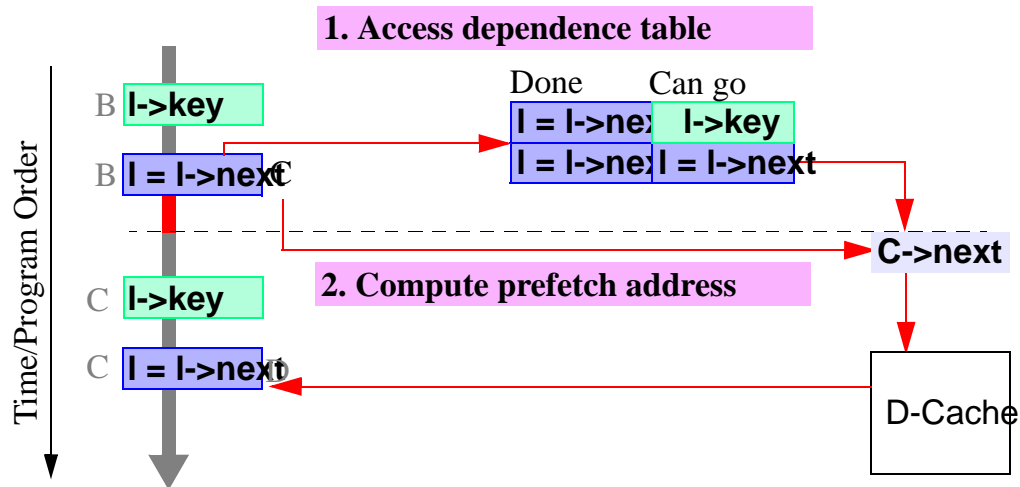 1. Access dependence table
Time/Program Order
Done Can go
B l->key
l = l->nex l->key
B l = l->next C
l = l->nex l = l->next
C->next
2. Compute prefetch address
C l->key
C l = l->next D
D-Cache